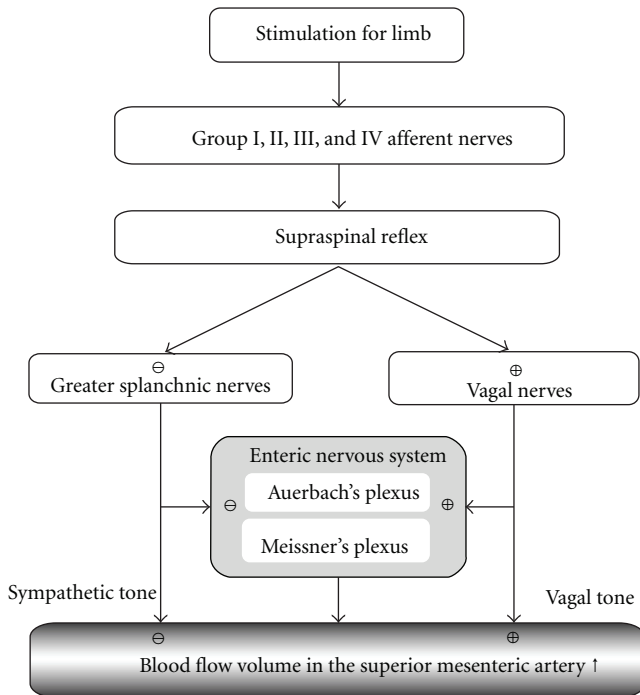 Stimulation for limb
Group I, II, III, and IV afferent nerves
Supraspinal reflex
⊖
Greater splanchnic nerves
⊕
Vagal nerves
Enteric nervous system
Auerbach's plexus
⊖
⊕
Meissner's plexus
Sympathetic tone
Vagal tone
⊖
⊕
Blood flow volume in the superior mesenteric artery ↑